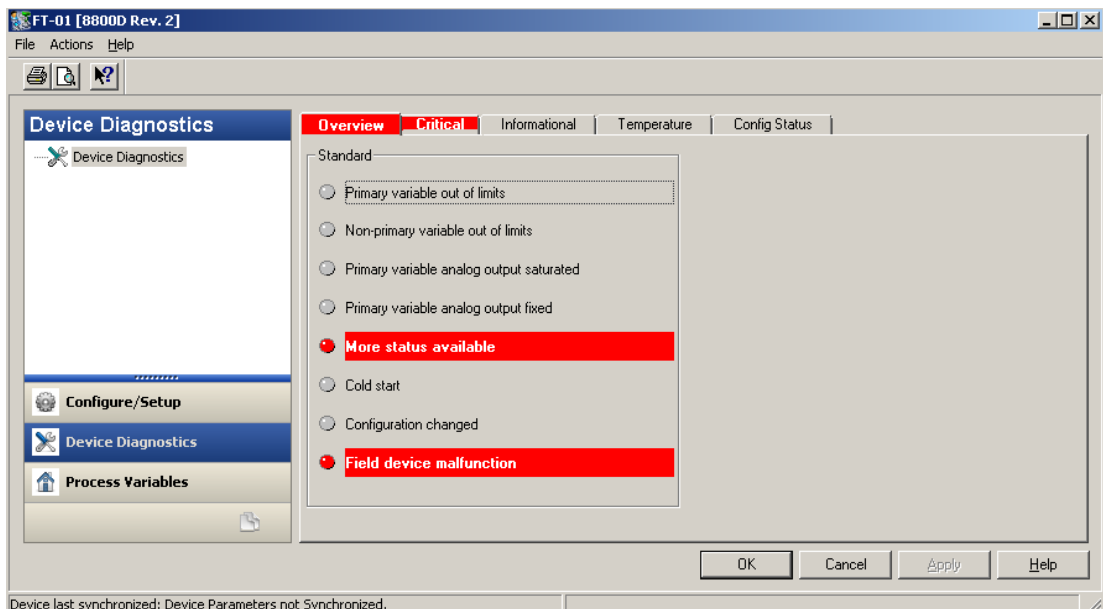 FT-01 [8800D Rev. 2]
File Actions Help
Device Diagnostics
Device Diagnostics
Configure/Setup
Device Diagnostics
Process Variables
Overview Critical Informational Temperature Config Status
Standard
Primary variable out of limits
Non-primary variable out of limits
Primary variable analog output saturated
Primary variable analog output fixed
More status available
Cold start
Configuration changed
Field device malfunction
OK Cancel Apply Help
Device last synchronized: Device Parameters not Synchronized.